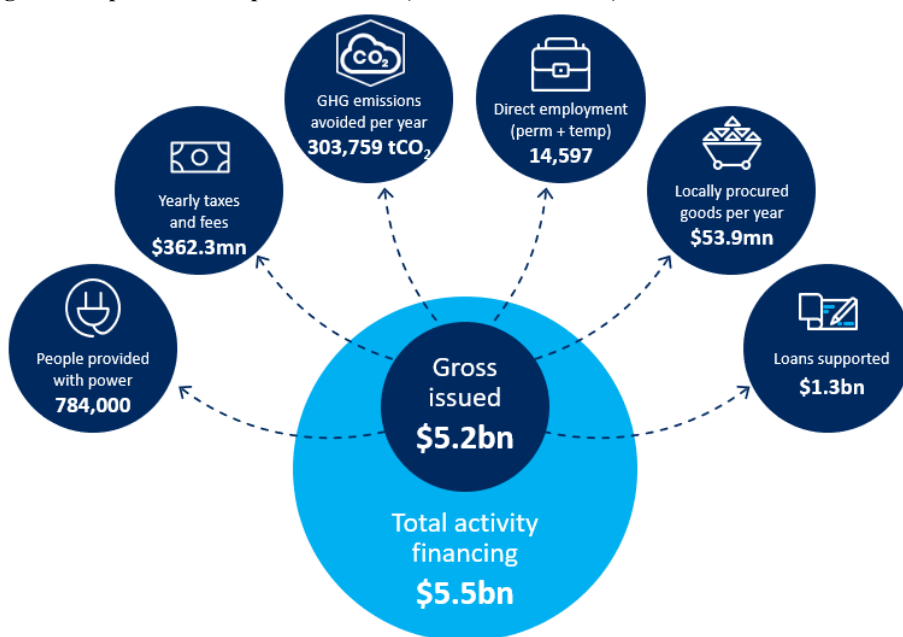 CO₂
GHG emissions
avoided per year
303,759 tCO₂
Direct employment
(perm + temp)
14,597
Yearly taxes
and fees
$362.3mn
Locally procured
goods per year
$53.9mn
People provided
with power
784,000
Loans supported
$1.3bn
Gross
issued
$5.2bn
Total activity
financing
$5.5bn